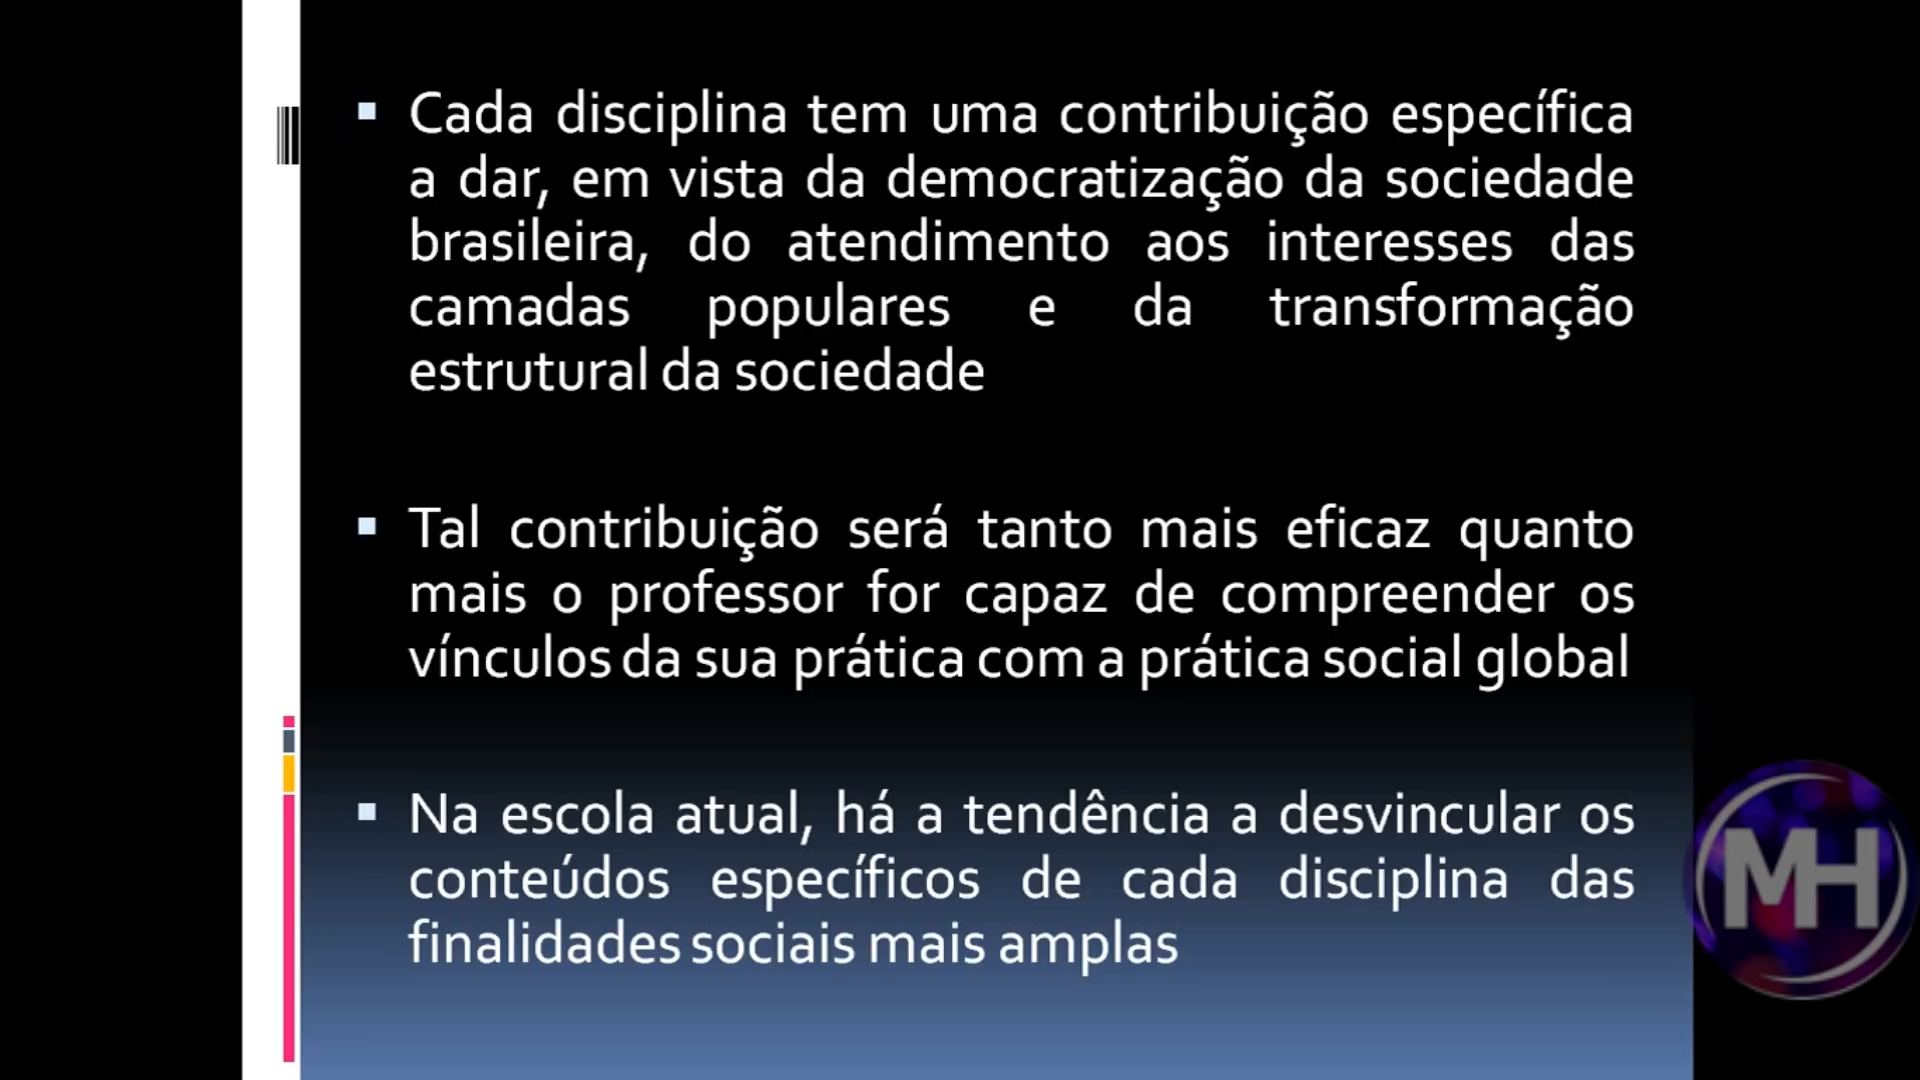 Cada disciplina tem uma contribuição específica
a dar, em vista da democratização da sociedade
brasileira, do atendimento aos interesses das
camadas populares e da transformação
estrutural da sociedade
Tal contribuição será tanto mais eficaz quanto
mais o professor for capaz de compreender os
vínculos da sua prática com a prática social global
Na escola atual, há a tendência a desvincular os
conteúdos específicos de cada disciplina das
finalidades sociais mais amplas
MH